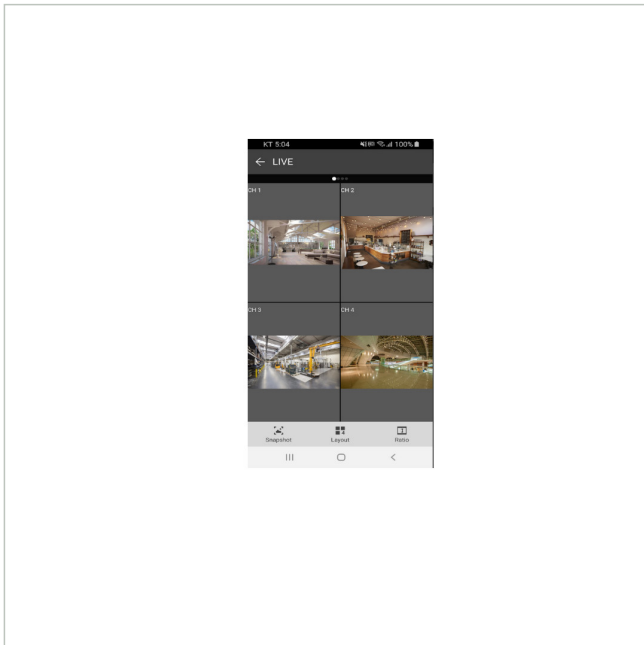 KT 5:04 100%
← LIVE
CH 1 CH 2
CH 3 CH 4
Snapshot Layout Ratio